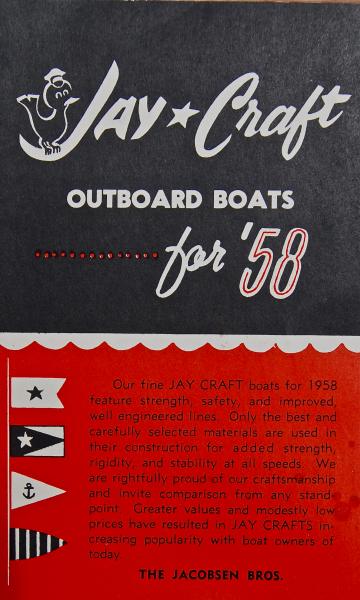 JAY★Craft
OUTBOARD BOATS
for '58
Our fine JAY CRAFT boats for 1958
feature strength, safety, and improved,
well engineered lines. Only the best and
carefully selected materials are used in
their construction for added strength,
rigidity, and stability at all speeds. We
are rightfully proud of our craftsmanship
and invite comparison from any stand-
point. Greater values and modestly low
prices have resulted in JAY CRAFTS in-
creasing popularity with boat owners of
today.
THE JACOBSEN BROS.